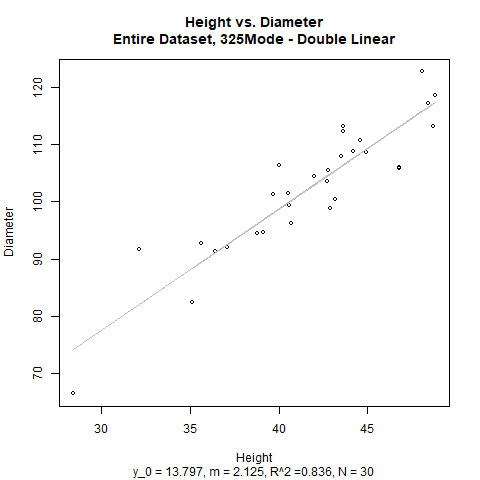 Height vs. Diameter
Entire Dataset, 325Mode - Double Linear
Diameter
120
110
100
90
80
70
30 35 40 45
Height
y_0 = 13.797, m = 2.125, R^2 =0.836, N = 30